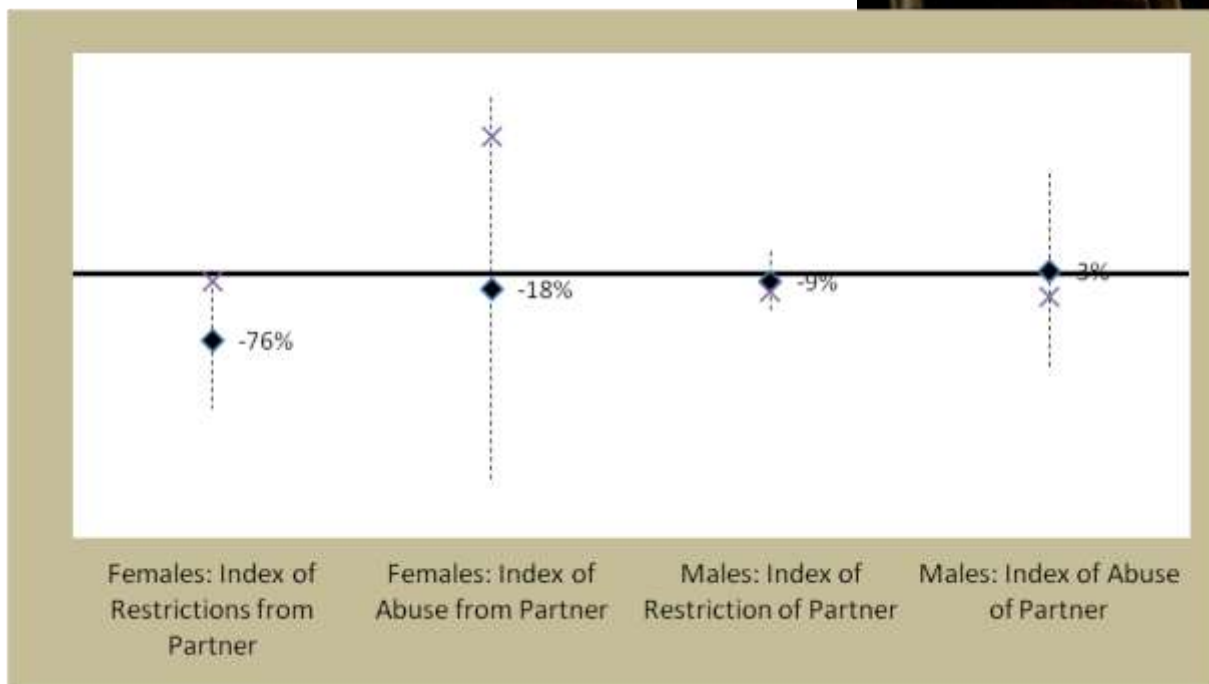 -76%
-18%
-9%
3%
Females: Index of
Restrictions from
Partner
Females: Index of
Abuse from Partner
Males: Index of
Restriction of Partner
Males: Index of Abuse
of Partner